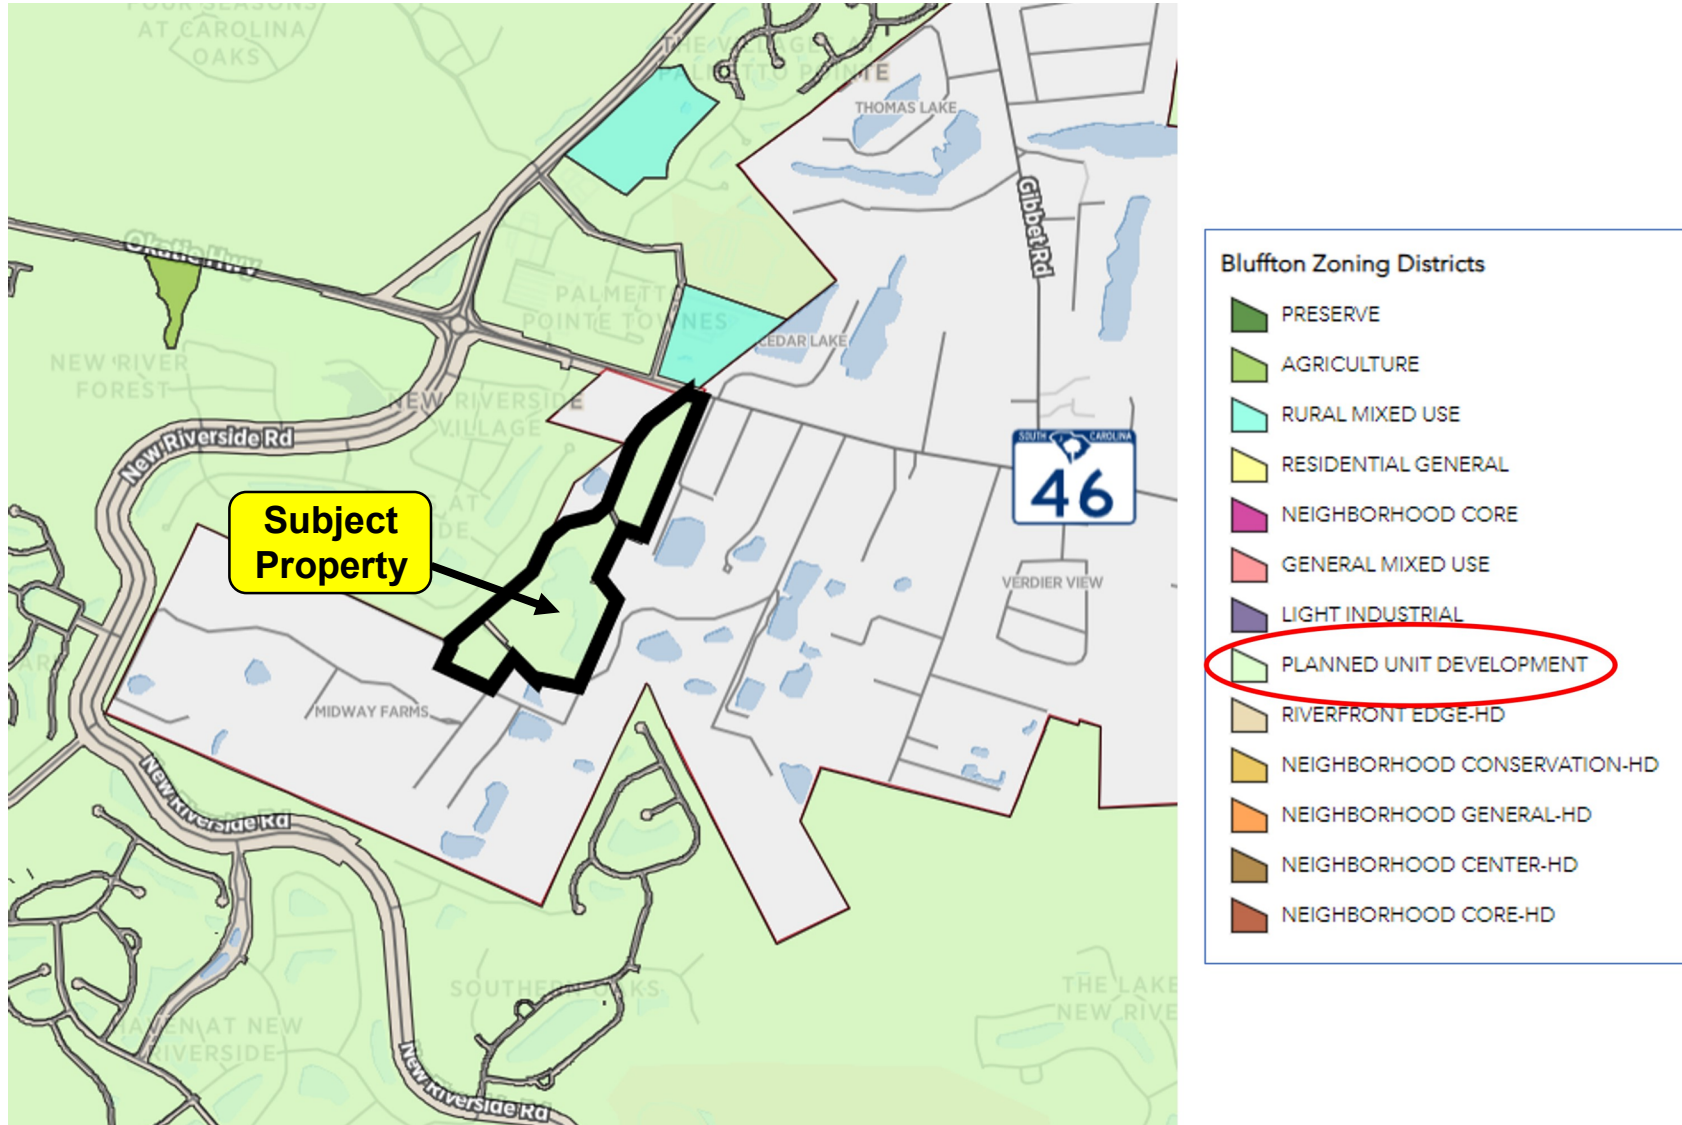 FOUR SEASONS
AT CAROLINA
OAKS
THE VILLAGES AT
PALMETTO POINTE
THOMAS LAKE
Gibbet Rd
Okatie Hwy
PALMETTO
POINTE TOWNES
CEDAR LAKE
NEW RIVER
FOREST
NEW RIVERSIDE
VILLAGE
New Riverside Rd
SOUTH CAROLINA
46
Subject
Property
AT
DE
VERDIER VIEW
PARK
MIDWAY FARMS
New Riverside Rd
SOUTHERN OAKS
THE LAKE
NEW RIVE
HAVEN AT NEW
RIVERSIDE
New Riverside Rd
Bluffton Zoning Districts
PRESERVE
AGRICULTURE
RURAL MIXED USE
RESIDENTIAL GENERAL
NEIGHBORHOOD CORE
GENERAL MIXED USE
LIGHT INDUSTRIAL
PLANNED UNIT DEVELOPMENT
RIVERFRONT EDGE-HD
NEIGHBORHOOD CONSERVATION-HD
NEIGHBORHOOD GENERAL-HD
NEIGHBORHOOD CENTER-HD
NEIGHBORHOOD CORE-HD